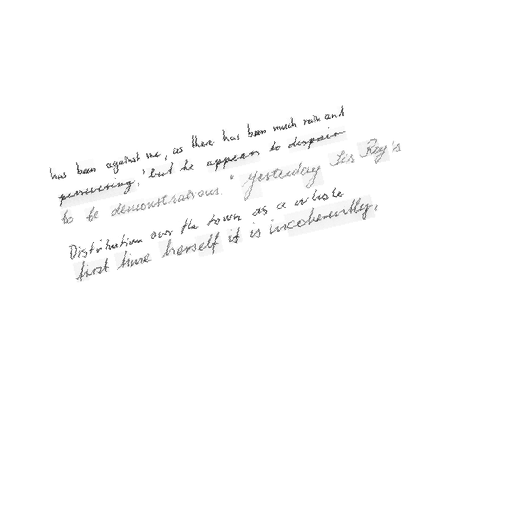 has been against me, as there has been much rain and
persevering, but he appears to despair
to be demonstrations." Yesterday Les Roy's
Distribution over the town as a whole
first time herself it is incoherently.